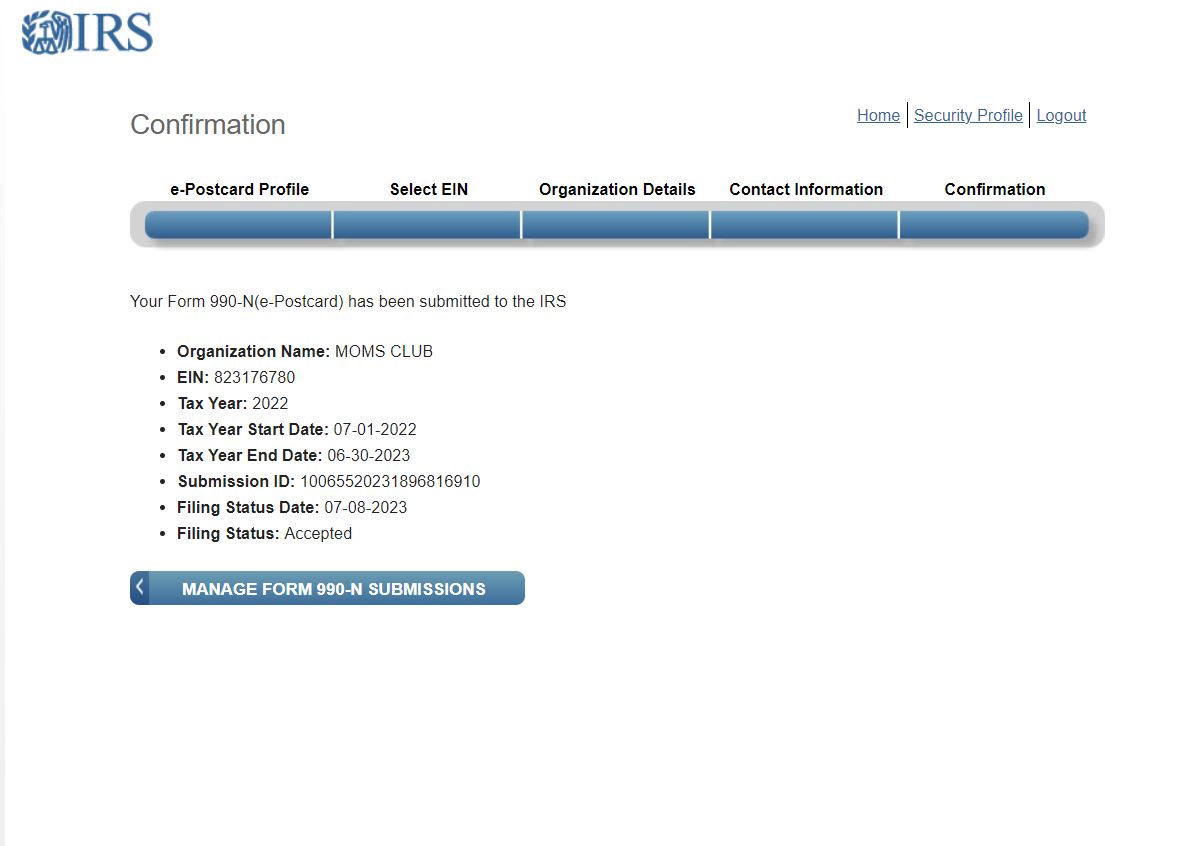 IRS
Confirmation
Home Security Profile Logout
e-Postcard Profile Select EIN Organization Details Contact Information Confirmation
Your Form 990-N(e-Postcard) has been submitted to the IRS
• Organization Name: MOMS CLUB
• EIN: 823176780
• Tax Year: 2022
• Tax Year Start Date: 07-01-2022
• Tax Year End Date: 06-30-2023
• Submission ID: 10065520231896816910
• Filing Status Date: 07-08-2023
• Filing Status: Accepted
MANAGE FORM 990-N SUBMISSIONS